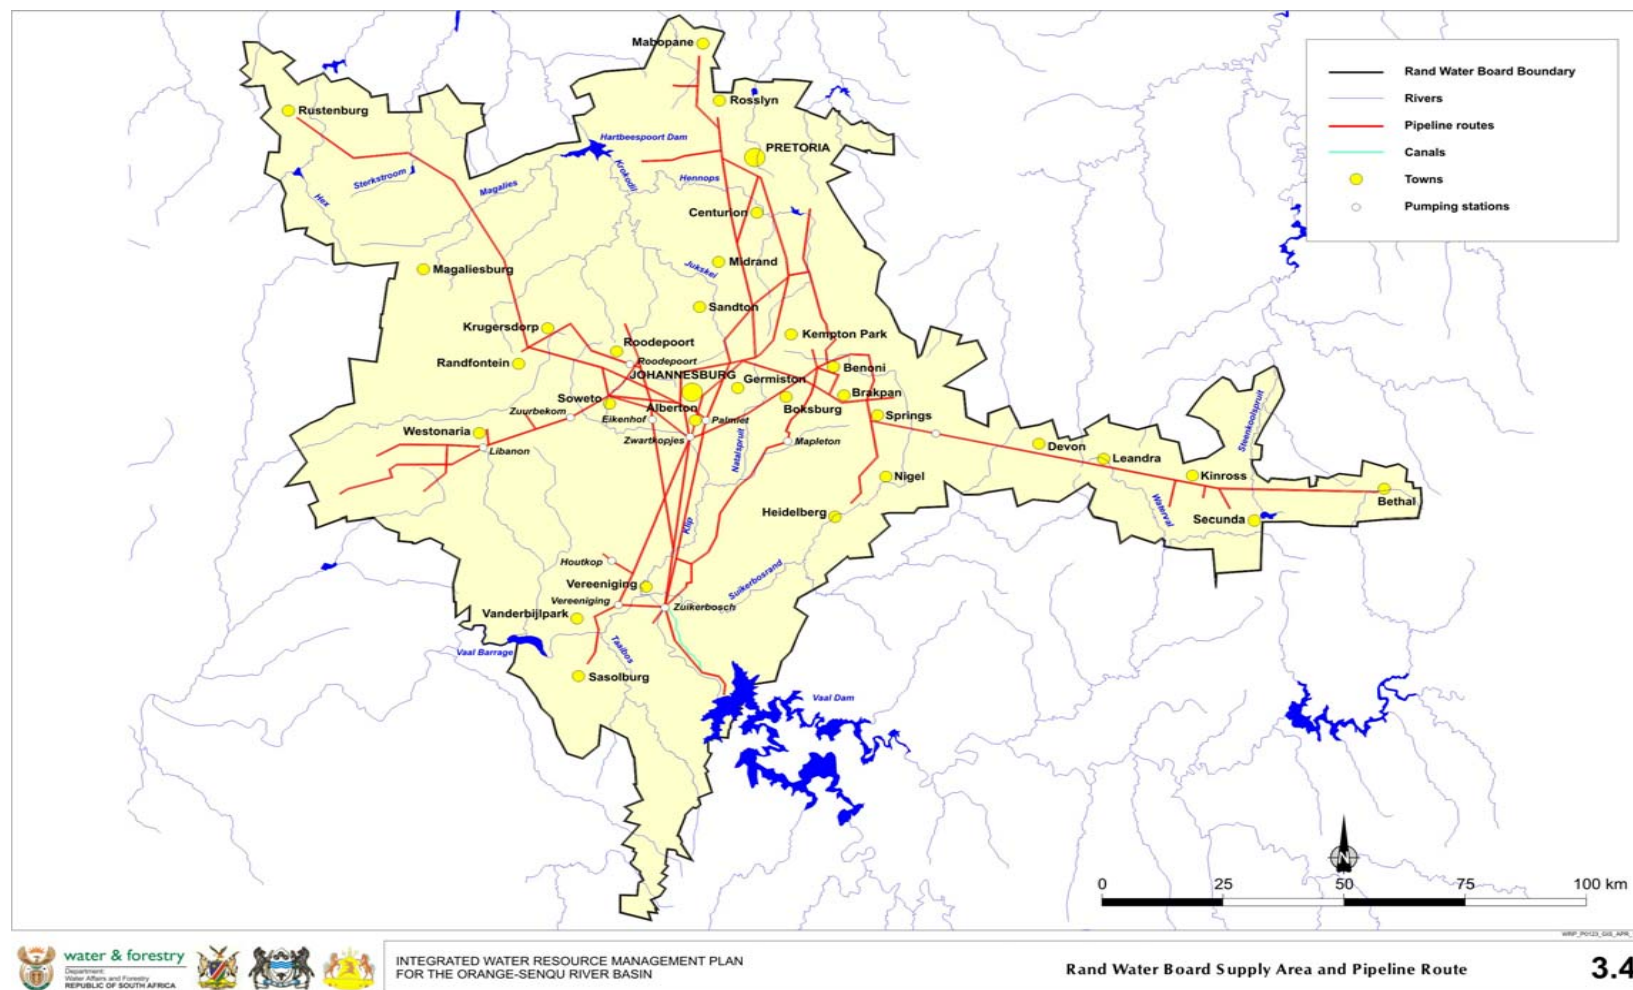 Mabopane
Rosslyn
Rustenburg
Hartbeespoort Dam
PRETORIA
Krokodil
Sterkstroom
Magalies
Hennops
Hex
Centurion
Magaliesburg
Jukskei
Midrand
Sandton
Krugersdorp
Kempton Park
Roodepoort
Roodepoort
Randfontein
JOHANNESBURG
Germiston
Benoni
Brakpan
Soweto
Alberton
Boksburg
Zuurbekom
Eikenhof
Palmiet
Springs
Westonaria
Zwartkopjes
Natalspruit
Mapleton
Libanon
Devon
Leandra
Steenkoolspruit
Nigel
Kinross
Bethal
Heidelberg
Waterval
Secunda
Klip
Houtkop
Vereeniging
Suikerbosrand
Vereeniging
Zuikerbosch
Vanderbijlpark
Taaibos
Vaal Barrage
Sasolburg
Vaal Dam
Rand Water Board Boundary
Rivers
Pipeline routes
Canals
Towns
Pumping stations
N
0 25 50 75 100 km
water & forestry
Department:
Water Affairs and Forestry
REPUBLIC OF SOUTH AFRICA
INTEGRATED WATER RESOURCE MANAGEMENT PLAN
FOR THE ORANGE-SENQU RIVER BASIN
Rand Water Board Supply Area and Pipeline Route
3.4